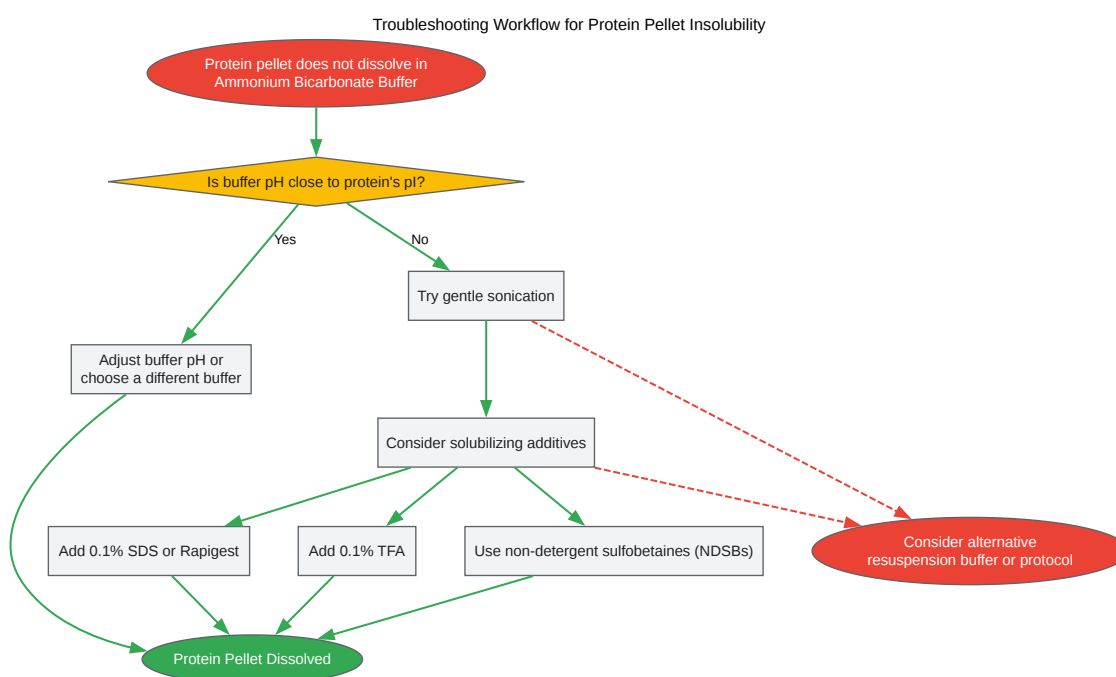 Troubleshooting Workflow for Protein Pellet Insolubility
Protein pellet does not dissolve in
Ammonium Bicarbonate Buffer
Is buffer pH close to protein's pI?
Yes
No
Try gentle sonication
Adjust buffer pH or
choose a different buffer
Consider solubilizing additives
Add 0.1% SDS or Rapigest
Add 0.1% TFA
Use non-detergent sulfobetaines (NDSBs)
Consider alternative
resuspension buffer or protocol
Protein Pellet Dissolved